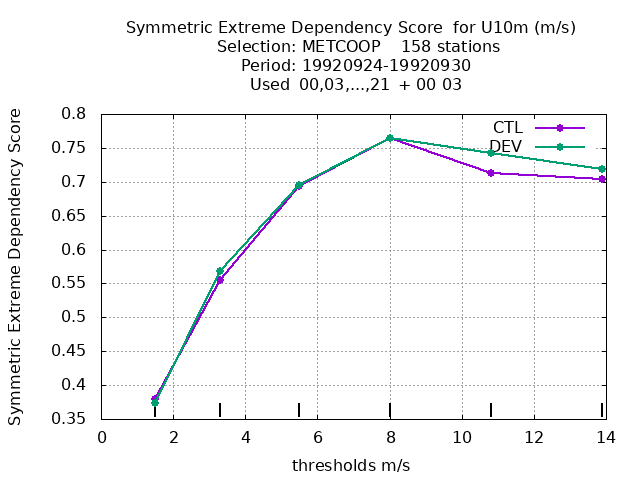 Symmetric Extreme Dependency Score for U10m (m/s)
Selection: METCOOP 158 stations
Period: 19920924-19920930
Used 00,03,...,21 + 00 03
Symmetric Extreme Dependency Score
0.8
0.75
0.7
0.65
0.6
0.55
0.5
0.45
0.4
0.35
CTL
DEV
0 2 4 6 8 10 12 14
thresholds m/s